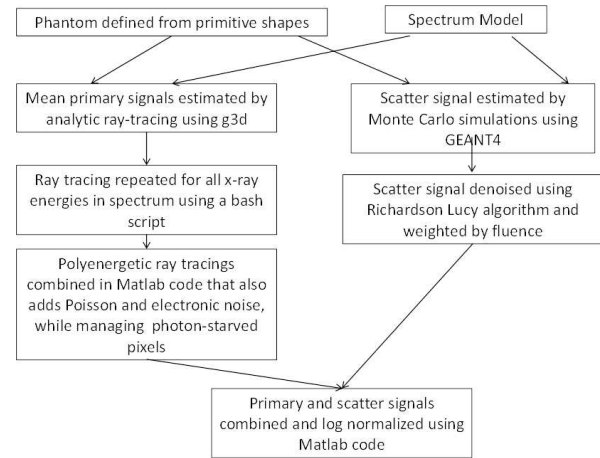 Phantom defined from primitive shapes
Spectrum Model
Mean primary signals estimated by
analytic ray-tracing using g3d
Scatter signal estimated by
Monte Carlo simulations using
GEANT4
Ray tracing repeated for all x-ray
energies in spectrum using a bash
script
Scatter signal denoised using
Richardson Lucy algorithm and
weighted by fluence
Polyenergetic ray tracings
combined in Matlab code that also
adds Poisson and electronic noise,
while managing photon-starved
pixels
Primary and scatter signals
combined and log normalized using
Matlab code